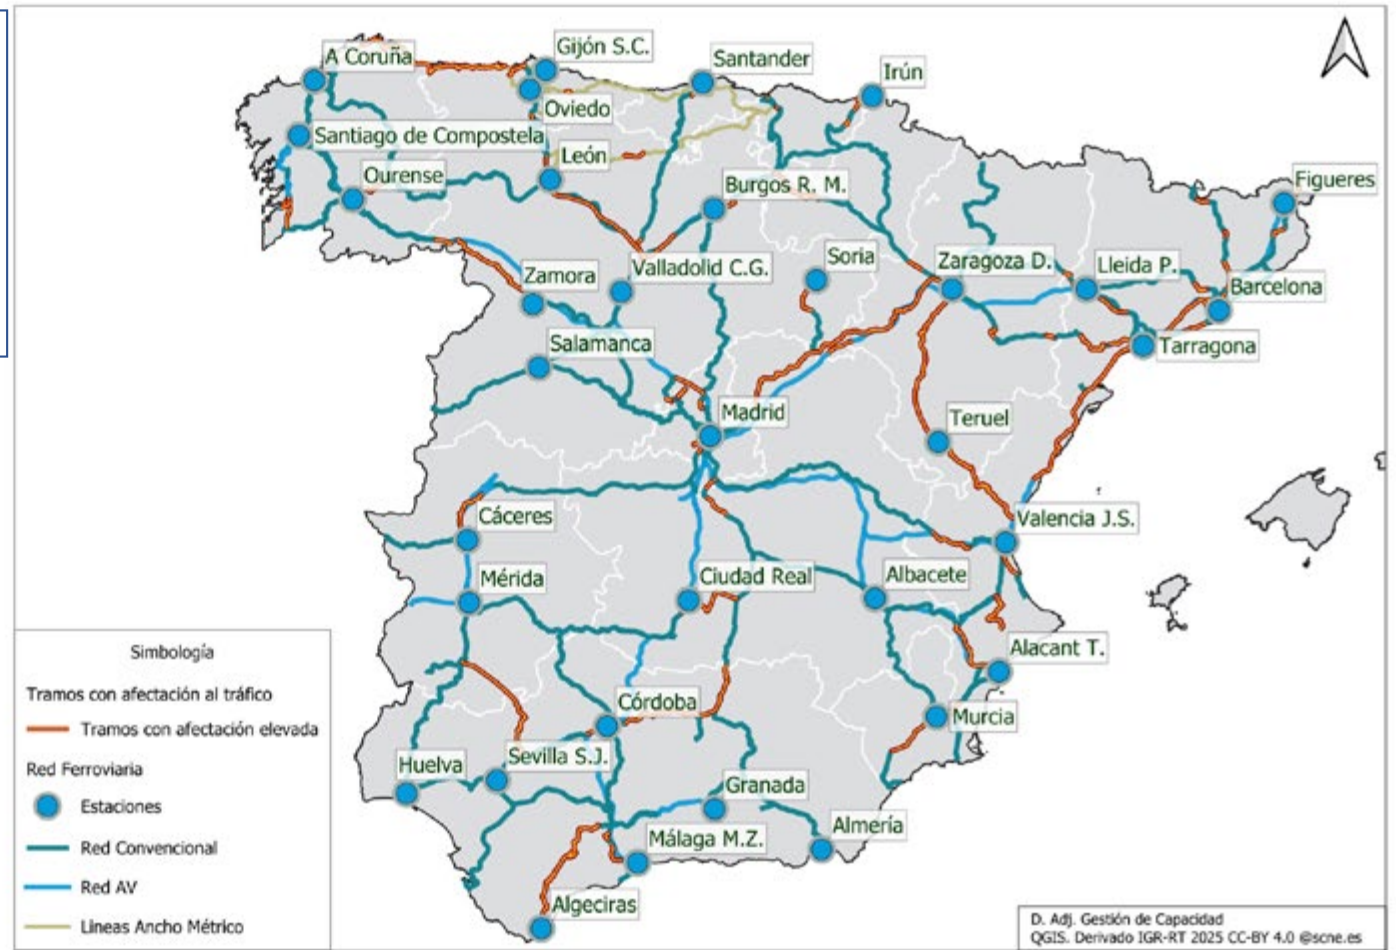 Gijón S.C.
A Coruña
Santander
Irún
Oviedo
Santiago de Compostela
León
Ourense
Burgos R. M.
Figueres
Soria
Zaragoza D.
Lleida P.
Zamora
Valladolid C.G.
Barcelona
Salamanca
Tarragona
Madrid
Teruel
Cáceres
Valencia J.S.
Mérida
Ciudad Real
Albacete
Alacant T.
Córdoba
Murcia
Huelva
Sevilla S.J.
Granada
Málaga M.Z.
Almería
Algeciras
Simbología
Tramos con afectación al tráfico
Tramos con afectación elevada
Red Ferroviaria
Estaciones
Red Convencional
Red AV
Lineas Ancho Métrico
D. Adj. Gestión de Capacidad
QGIS. Derivado IGR-RT 2025 CC-BY 4.0 @scne.es